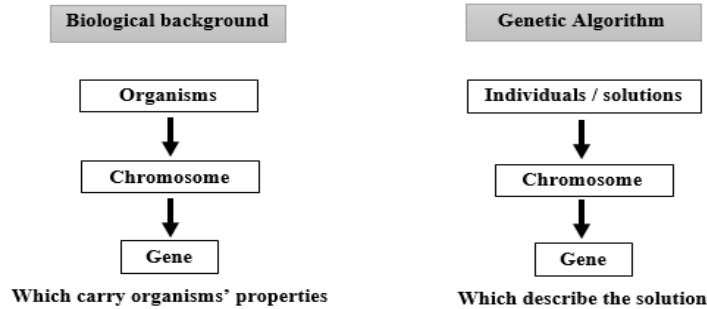 Biological background
Organisms
Chromosome
Gene
Which carry organisms' properties
Genetic Algorithm
Individuals / solutions
Chromosome
Gene
Which describe the solution